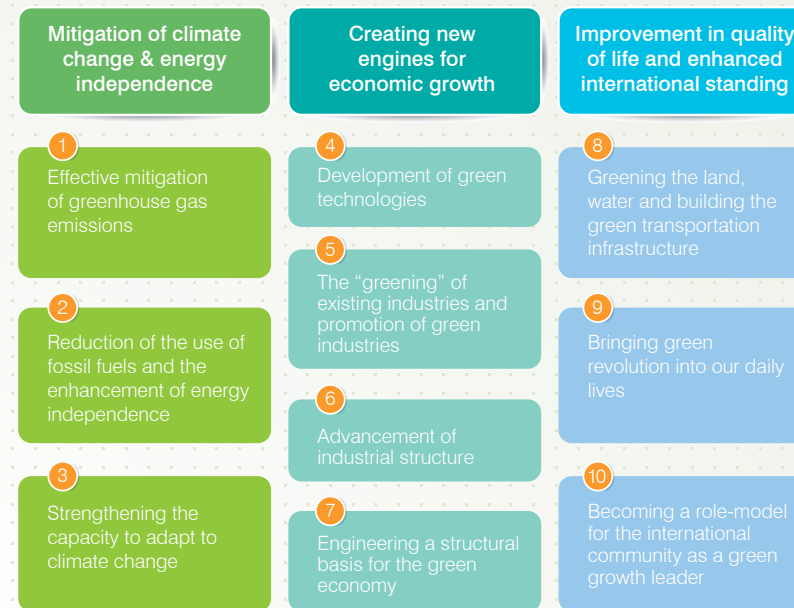 Mitigation of climate
change & energy
independence
1
Effective mitigation
of greenhouse gas
emissions
2
Reduction of the use of
fossil fuels and the
enhancement of energy
independence
3
Strengthening the
capacity to adapt to
climate change
Creating new
engines for
economic growth
4
Development of green
technologies
5
The “greening” of
existing industries and
promotion of green
industries
6
Advancement of
industrial structure
7
Engineering a structural
basis for the green
economy
Improvement in quality
of life and enhanced
international standing
8
Greening the land,
water and building the
green transportation
infrastructure
9
Bringing green
revolution into our daily
lives
10
Becoming a role-model
for the international
community as a green
growth leader